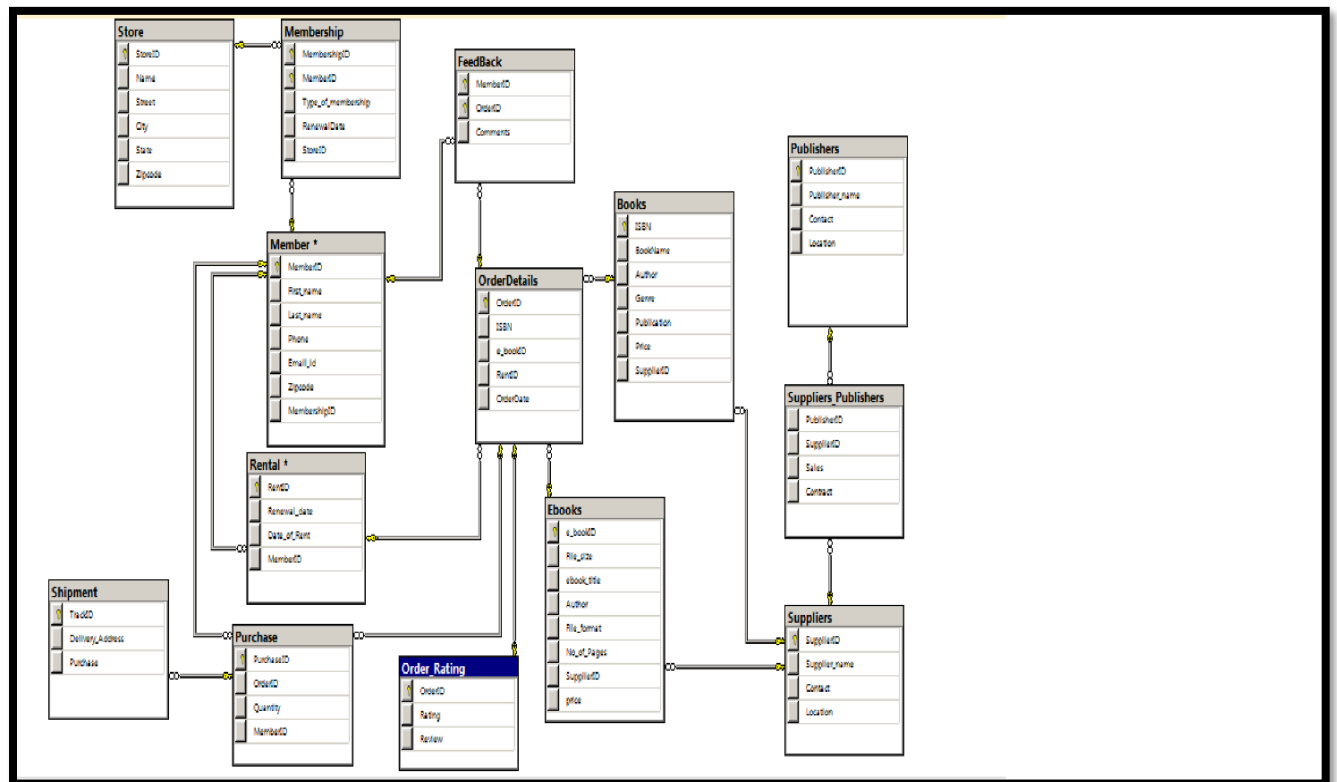 Store
StoreID
Name
Street
City
State
Zipcode
Membership
MembershipID
MemberID
Type_of_membership
RenewalDate
StoreID
FeedBack
MemberID
OrderID
Comments
Publishers
PublisherID
Publisher_name
Contact
Location
Books
ISBN
BookName
Author
Genre
Publication
Price
SupplierID
Member *
MemberID
First_name
Last_name
Phone
Email_id
Zipcode
MembershipID
OrderDetails
OrderID
ISBN
e_bookID
RentID
OrderDate
Suppliers_Publishers
PublisherID
SupplierID
Sales
Contract
Rental *
RentID
Renewal_date
Date_of_Rent
MemberID
Ebooks
e_bookID
File_size
ebook_title
Author
File_format
No_of_Pages
SupplierID
price
Shipment
TrackID
Delivery_Address
Purchase
Purchase
PurchaseID
OrderID
Quantity
MemberID
Order_Rating
OrderID
Rating
Review
Suppliers
SupplierID
Supplier_name
Contact
Location